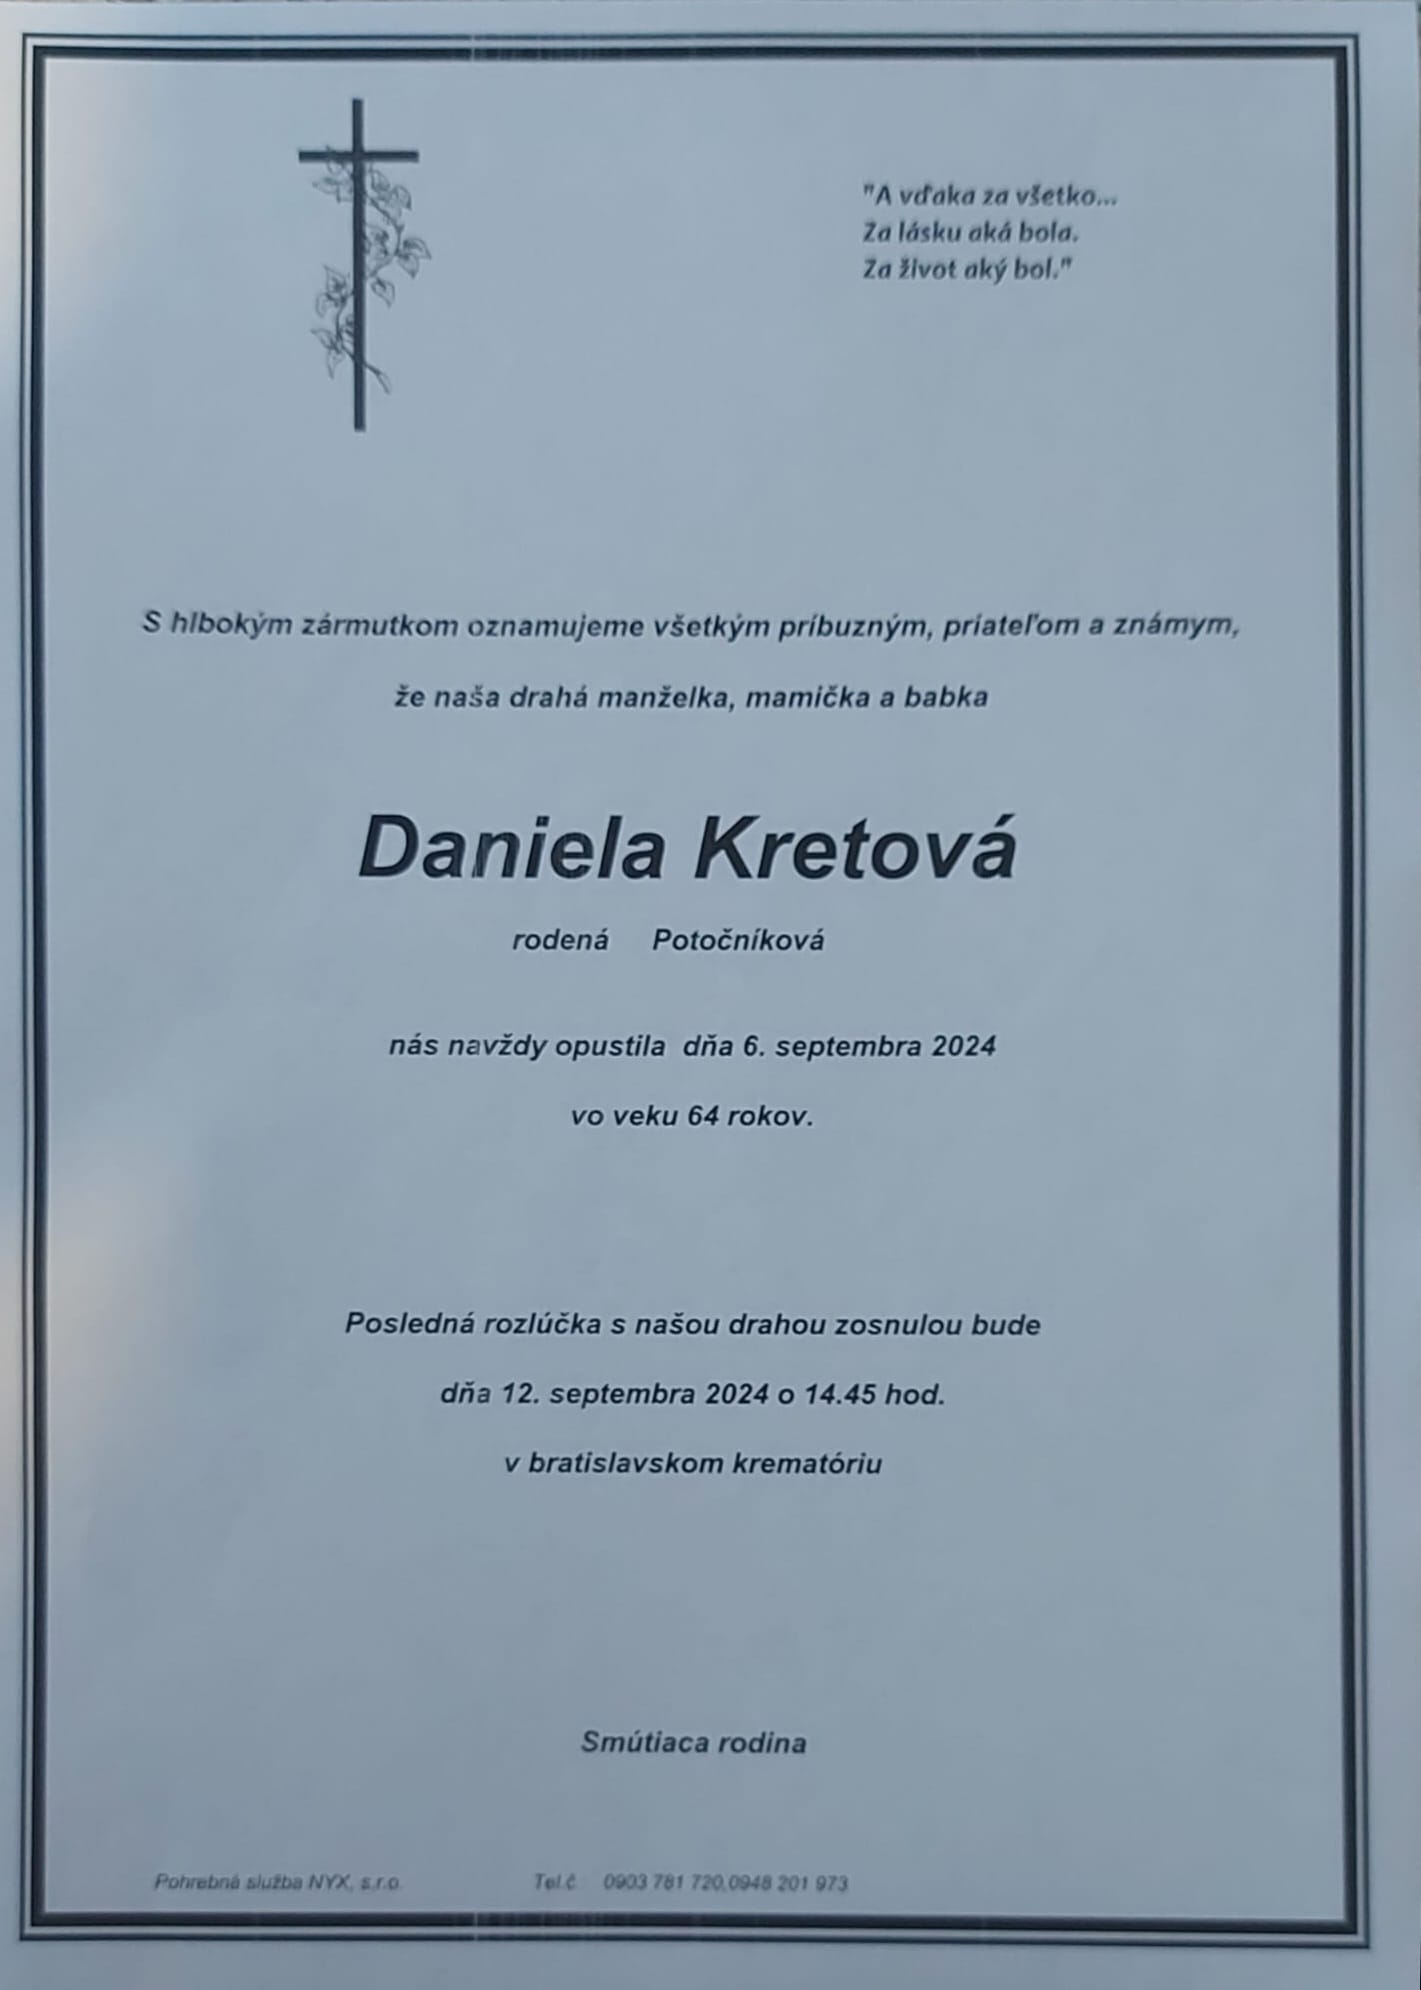 "A vďaka za všetko...
Za lásku aká bola.
Za život aký bol."
S hlbokým zármutkom oznamujeme všetkým príbuzným, priateľom a známym,
že naša drahá manželka, mamička a babka
Daniela Kretová
rodená Potočníková
nás navždy opustila dňa 6. septembra 2024
vo veku 64 rokov.
Posledná rozlúčka s našou drahou zosnulou bude
dňa 12. septembra 2024 o 14.45 hod.
v bratislavskom krematóriu
Smútiaca rodina
Pohrebná služba NYX, s.r.o. Tel.č. 0903 781 720,0948 201 973